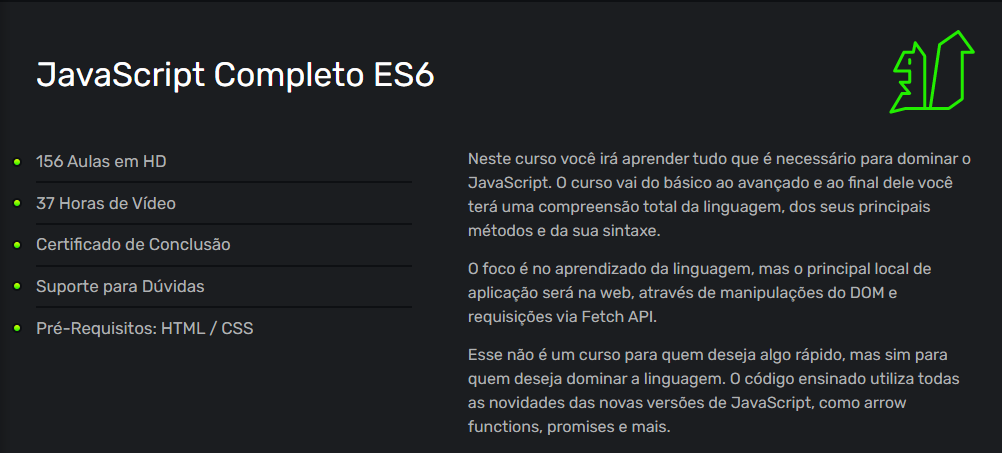 JavaScript Completo ES6
156 Aulas em HD
37 Horas de Vídeo
Certificado de Conclusão
Suporte para Dúvidas
Pré-Requisitos: HTML / CSS
Neste curso você irá aprender tudo que é necessário para dominar o
JavaScript. O curso vai do básico ao avançado e ao final dele você
terá uma compreensão total da linguagem, dos seus principais
métodos e da sua sintaxe.
O foco é no aprendizado da linguagem, mas o principal local de
aplicação será na web, através de manipulações do DOM e
requisições via Fetch API.
Esse não é um curso para quem deseja algo rápido, mas sim para
quem deseja dominar a linguagem. O código ensinado utiliza todas
as novidades das novas versões de JavaScript, como arrow
functions, promises e mais.